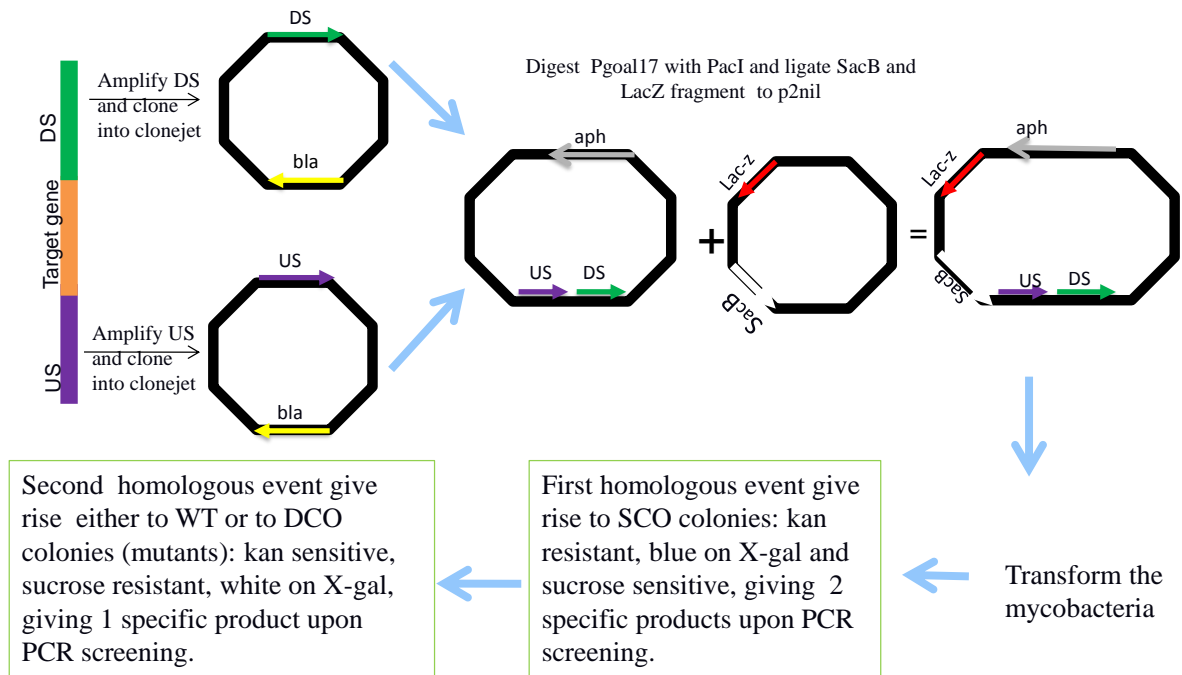 DS
Target gene
US
Amplify DS
and clone
into clonejet
DS
bla
Amplify US
and clone
into clonejet
US
bla
Digest Pgoal17 with PacI and ligate SacB and
LacZ fragment to p2nil
aph
US DS
+
Lac-z
SacB
=
aph
Lac-z
SacB
US DS
Transform the
mycobacteria
First homologous event give
rise to SCO colonies: kan
resistant, blue on X-gal and
sucrose sensitive, giving 2
specific products upon PCR
screening.
Second homologous event give
rise either to WT or to DCO
colonies (mutants): kan sensitive,
sucrose resistant, white on X-gal,
giving 1 specific product upon
PCR screening.